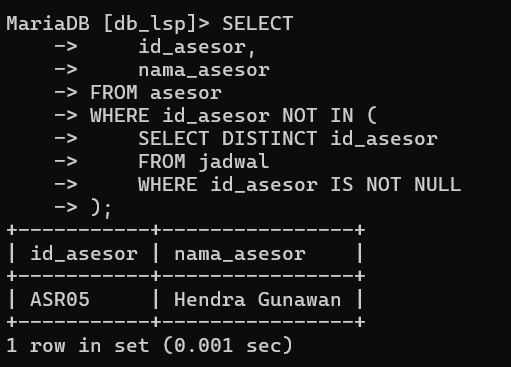 MariaDB [db_lsp]> SELECT
    ->     id_asesor,
    ->     nama_asesor
    -> FROM asesor
    -> WHERE id_asesor NOT IN (
    ->     SELECT DISTINCT id_asesor
    ->     FROM jadwal
    ->     WHERE id_asesor IS NOT NULL
    -> );
+-----------+---------------+
| id_asesor | nama_asesor   |
+-----------+---------------+
| ASR05     | Hendra Gunawan |
+-----------+---------------+
1 row in set (0.001 sec)